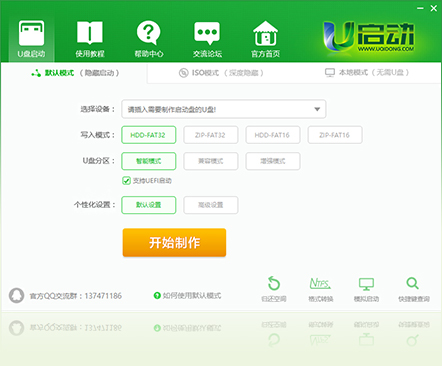 U盘启动
使用教程
帮助中心
交流论坛
官方首页
U启动
WWW.UQIDONG.COM
默认模式 (隐藏启动)
ISO模式 (深度隐藏)
本地模式 (无需U盘)
选择设备：
请插入需要制作启动盘的U盘!
写入模式：
HDD-FAT32
ZIP-FAT32
HDD-FAT16
ZIP-FAT16
U盘分区：
智能模式
兼容模式
增强模式
支持UEFI启动
个性化设置：
默认设置
高级设置
开始制作
官方QQ交流群：137471186
如何使用默认模式
归还空间
NTFS
格式转换
模拟启动
快捷键查询